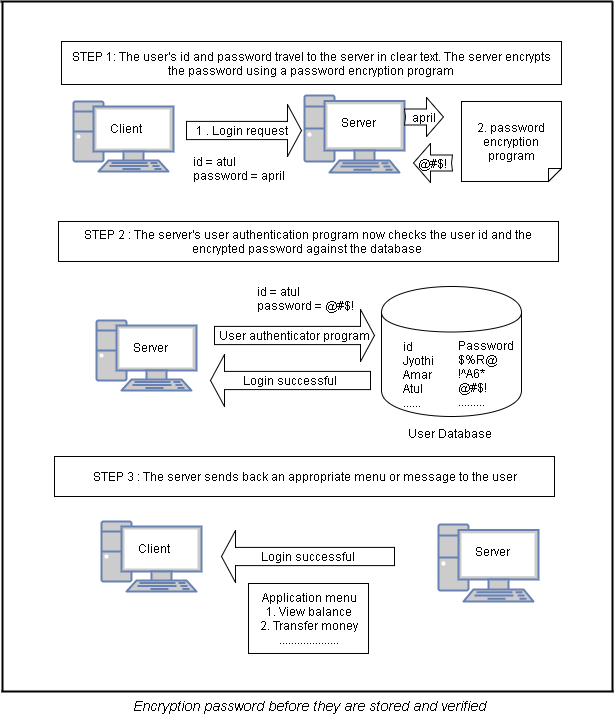 STEP 1: The user's id and password travel to the server in clear text. The server encrypts
the password using a password encryption program
Client
1 . Login request
id = atul
password = april
Server
april
@#$!
2. password
encryption
program
STEP 2 : The server's user authentication program now checks the user id and the
encrypted password against the database
id = atul
password = @#$!
Server
User authenticator program
Login successful
id Password
Jyothi $%R@
Amar !^A6*
Atul @#$!
...... .........
User Database
STEP 3 : The server sends back an appropriate menu or message to the user
Client
Login successful
Server
Application menu
1. View balance
2. Transfer money
....................
Encryption password before they are stored and verified